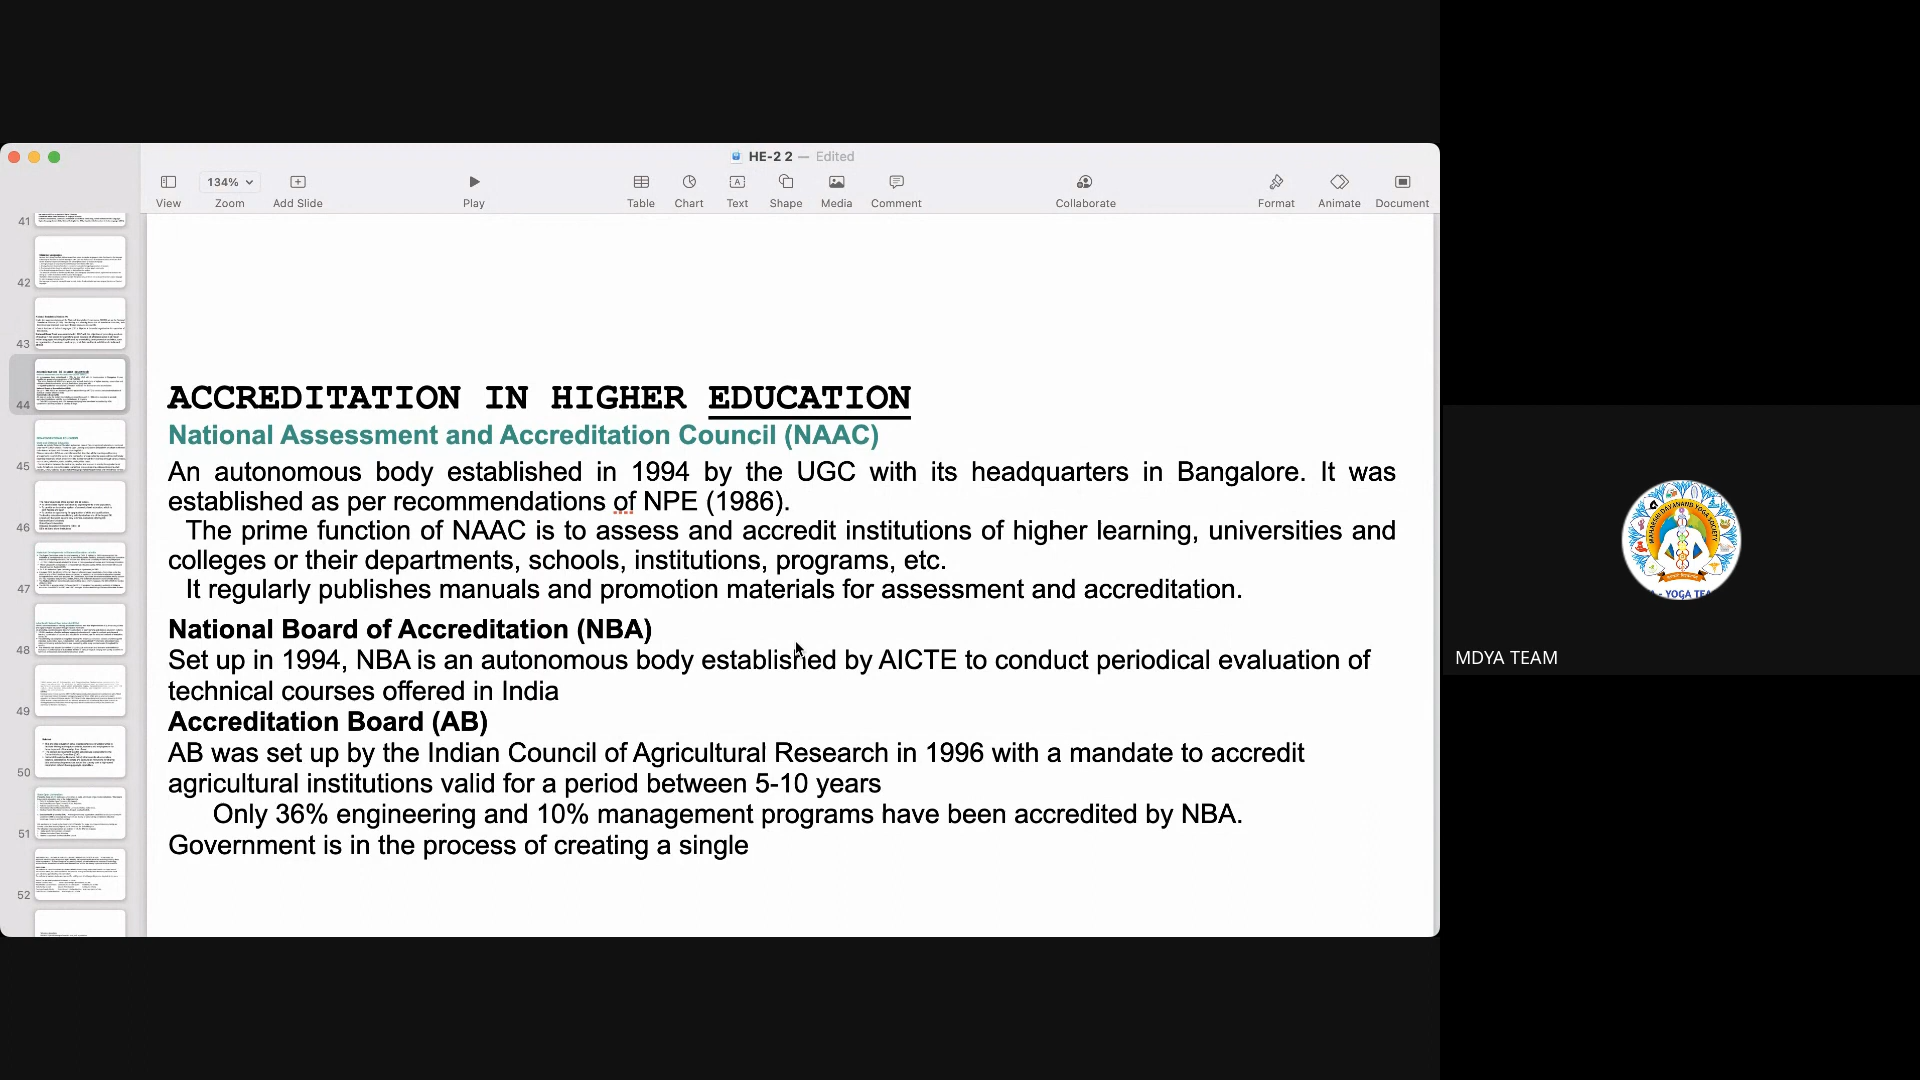 HE-2 2 — Edited
134%
View Zoom Add Slide Play Table Chart Text Shape Media Comment Collaborate Format Animate Document
41
42
43
44
45
46
47
48
49
50
51
52
ACCREDITATION IN HIGHER EDUCATION
National Assessment and Accreditation Council (NAAC)
An autonomous body established in 1994 by the UGC with its headquarters in Bangalore. It was
established as per recommendations of NPE (1986).
The prime function of NAAC is to assess and accredit institutions of higher learning, universities and
colleges or their departments, schools, institutions, programs, etc.
It regularly publishes manuals and promotion materials for assessment and accreditation.
National Board of Accreditation (NBA)
Set up in 1994, NBA is an autonomous body established by AICTE to conduct periodical evaluation of
technical courses offered in India
Accreditation Board (AB)
AB was set up by the Indian Council of Agricultural Research in 1996 with a mandate to accredit
agricultural institutions valid for a period between 5-10 years
Only 36% engineering and 10% management programs have been accredited by NBA.
Government is in the process of creating a single
MAHARSHI DAYANAND YOGA SOCIETY
A - YOGA TEA
MDYA TEAM